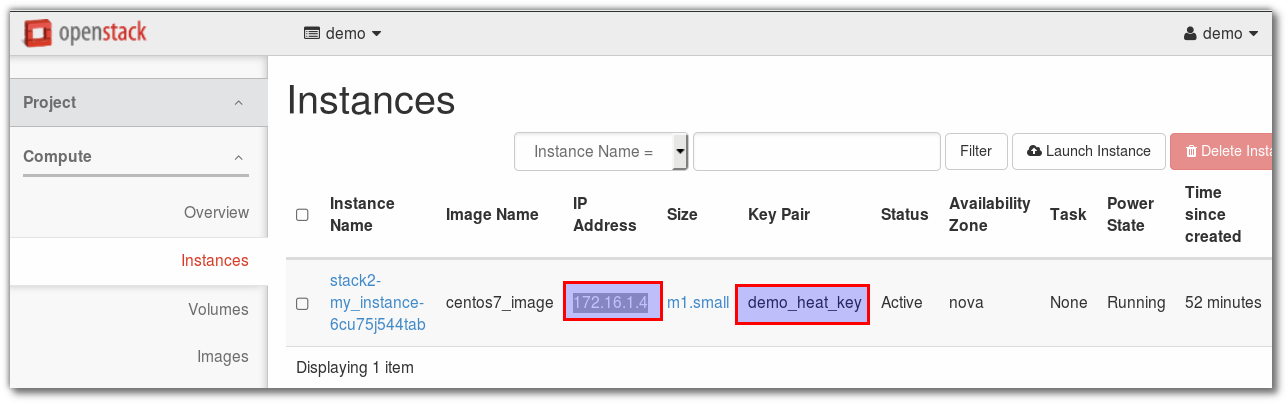 openstack
demo
demo
Project
Compute
Overview
Instances
Volumes
Images
Instances
Instance Name =
Filter
Launch Instance
Delete Insta
Instance
Name
Image Name
IP
Address
Size
Key Pair
Status
Availability
Zone
Task
Power
State
Time
since
created
stack2-
my_instance-
6cu75j544tab
centos7_image
172.16.1.4
m1.small
demo_heat_key
Active
nova
None
Running
52 minutes
Displaying 1 item